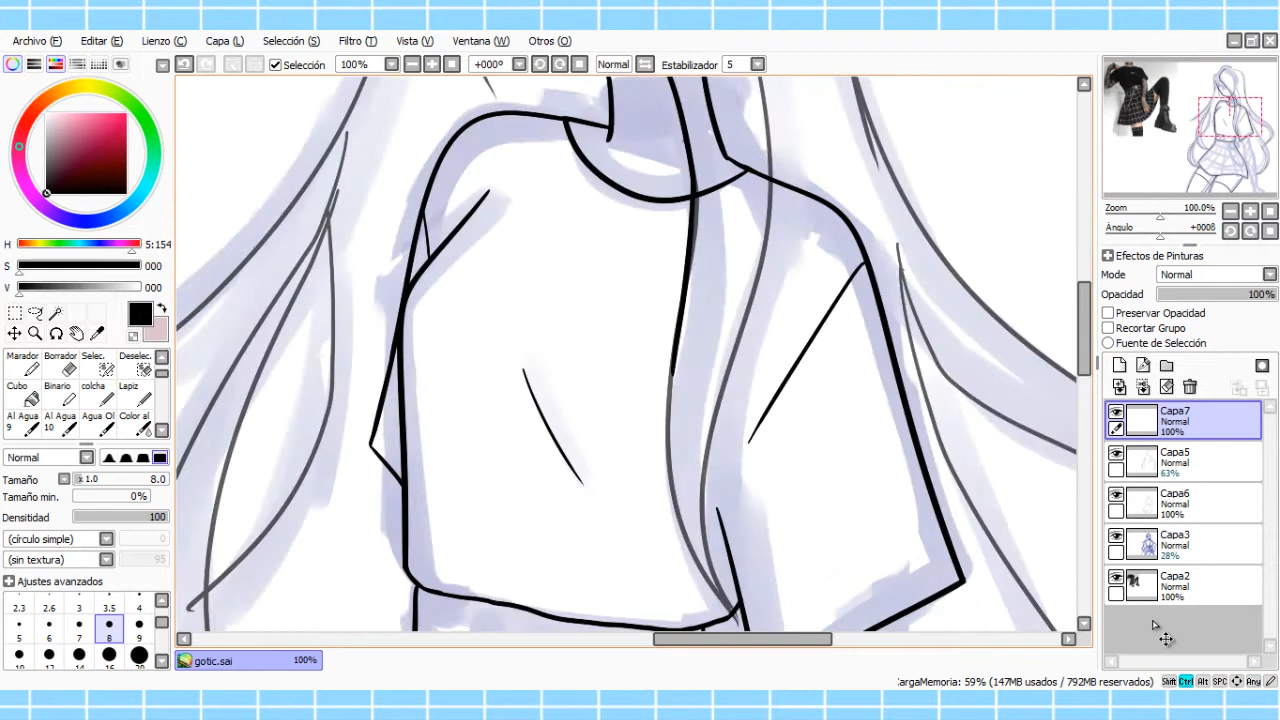 Archivo (F) Editar (E) Lienzo (C) Capa (L) Selección (S) Filtro (T) Vista (V) Ventana (W) Otros (O)
Selección 100% +000º Normal Estabilizador 5
Zoom 100.0%
Ángulo +000ß
H 5:154
S 000
V 000
Efectos de Pinturas
Modo Normal
Opacidad 100%
Preservar Opacidad
Recortar Grupo
Fuente de Selección
Marador Borrador Selec. Deselec.
Cubo Binario colcha Lapiz
Al Agua 9 Al Agua 10 Agua Ol Color al
Normal
Tamaño x 1.0 8.0
Tamaño min. 0%
Densitidad 100
(círculo simple) 0
(sin textura) 95
Ajustes avanzados
2.3 2.6 3 3.5 4
5 6 7 8 9
10 12 14 16 20
Capa7
Normal
100%
Capa5
Normal
63%
Capa6
Normal
100%
Capa3
Normal
28%
Capa2
Normal
100%
gotic.sai 100%
CargaMemoria: 59% (147MB usados / 792MB reservados) Shift Ctrl Alt SPC Any